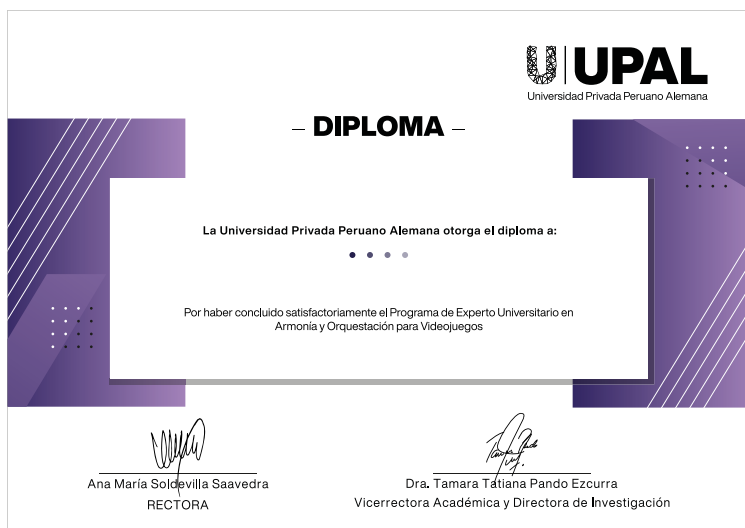 UPAL
Universidad Privada Peruano Alemana
– DIPLOMA –
La Universidad Privada Peruano Alemana otorga el diploma a:
Por haber concluido satisfactoriamente el Programa de Experto Universitario en
Armonía y Orquestación para Videojuegos
Ana María Soldevilla Saavedra
RECTORA
Dra. Tamara Tatiana Pando Ezcurra
Vicerrectora Académica y Directora de Investigación